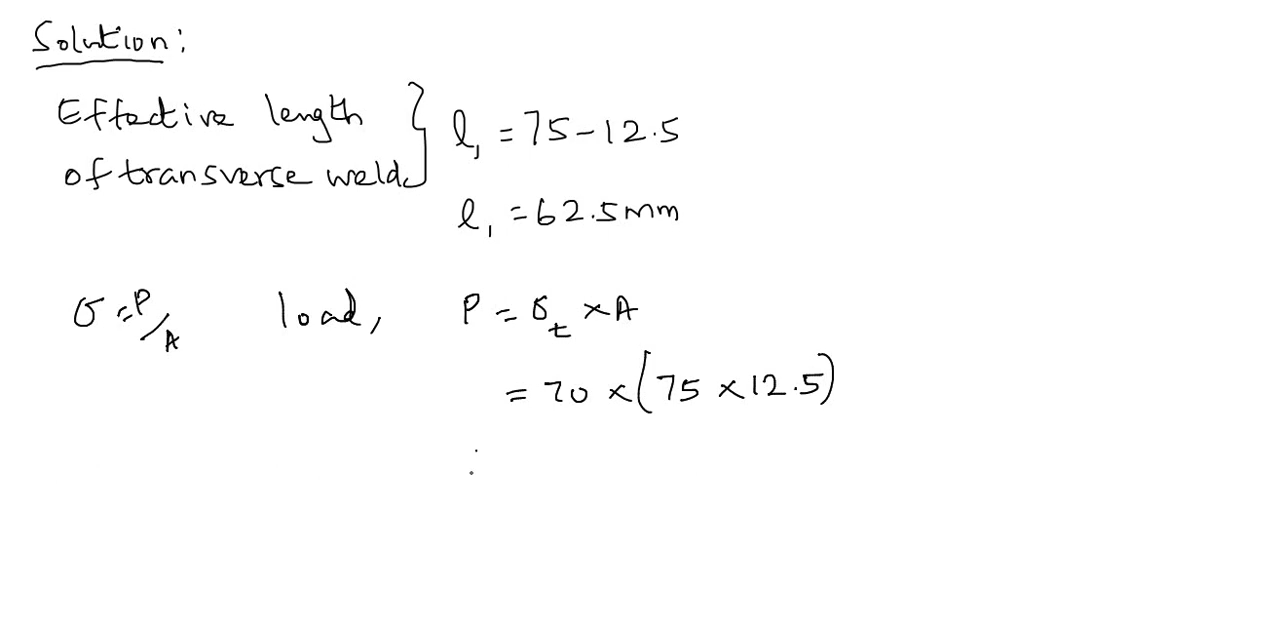 Solution:
Effective length
of transverse weld } l₁ = 75 - 12.5
l₁ = 62.5 mm
σ = P/A load, P = σt × A
= 70 × (75 × 12.5)